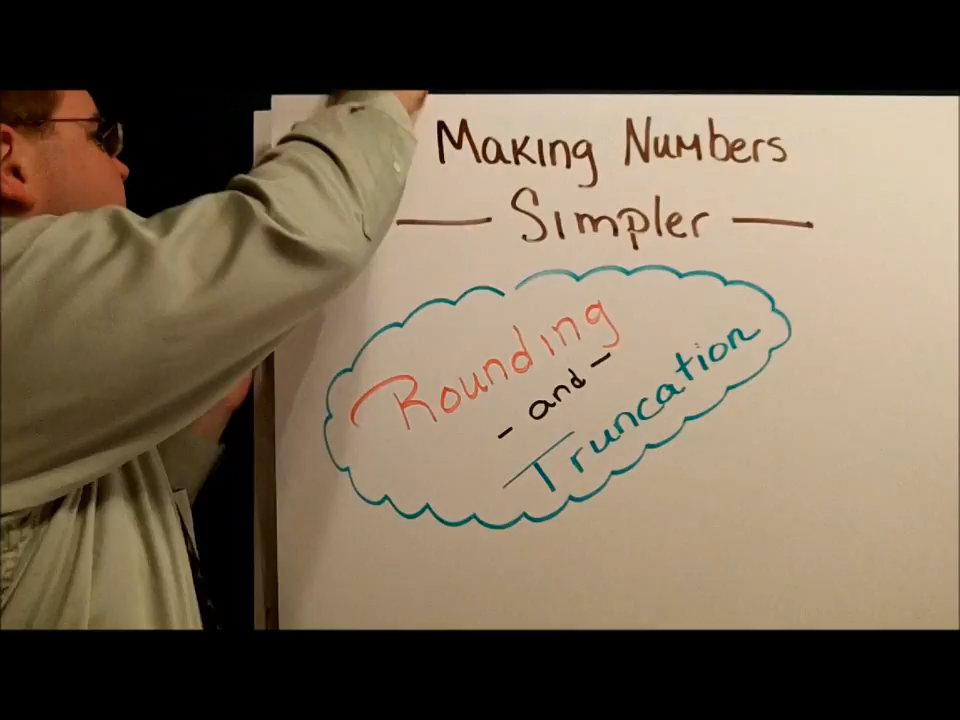 Making Numbers
— Simpler —
Rounding
- and -
Truncation